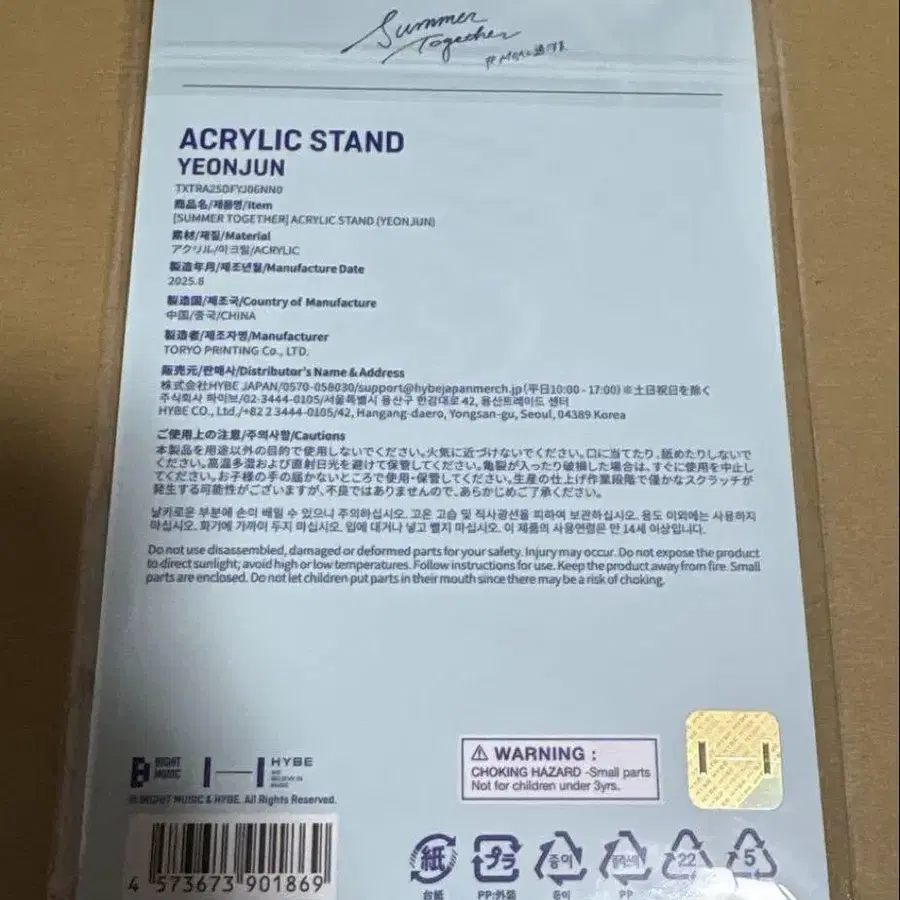 Summer
Together
ACRYLIC STAND
YEONJUN
TXTRA25OFYJ06NN0
商品名/제품명/Item
[SUMMER TOGETHER] ACRYLIC STAND (YEONJUN)
素材/재질/Material
アクリル/아크릴/ACRYLIC
製造年月/제조년월/Manufacture Date
2025.8
製造国/제조국/Country of Manufacture
中国/중국/CHINA
製造者/제조자명/Manufacturer
TORYO PRINTING Co., LTD.
販売元/판매사/Distributor's Name & Address
株式会社HYBE JAPAN/0570-058030/support@hybejapanmerch.jp (平日10:00 - 17:00) ※土日祝日を除く
주식회사 하이브/02-3444-0105/서울특별시 용산구 한강대로 42, 용산트레이드 센터
HYBE CO., Ltd./+82 2 3444-0105/42, Hangang-daero, Yongsan-gu, Seoul, 04389 Korea
ご使用上の注意/주의사항/Cautions
本製品を用途以外の目的で使用しないでください。火気に近づけないでください。口に当てたり、舐めたりしないで
ください。高温多湿および直射日光を避けて保管してください。亀裂が入ったり破損した場合は、すぐに使用を中止し
てください。お子様の手の届かないところで使用・保管してください。生産の仕上げ作業段階で僅かなスクラッチが
発生する可能性がございますが、不良ではありませんので、あらかじめご了承ください。
날카로운 부분에 손이 베일 수 있으니 주의하십시오. 고온 고습 및 직사광선을 피하여 보관하십시오. 용도 이외에는 사용하지
마십시오. 화기에 가까이 두지 마십시오. 입에 대거나 넣고 빨지 마십시오. 이 제품의 사용연령은 만 14세 이상입니다.
Do not use disassembled, damaged or deformed parts for your safety. Injury may occur. Do not expose the product
to direct sunlight; avoid high or low temperatures. Follow instructions for use. Keep the product away from fire. Small
parts are enclosed. Do not let children put parts in their mouth since there may be a risk of choking.
BIGHIT
MUSIC
HYBE
WE
BELIEVE IN
MUSIC
© BIGHIT MUSIC & HYBE. All Rights Reserved.
⚠ WARNING :
CHOKING HAZARD -Small parts
Not for children under 3yrs.
4 573673 901869
紙
台紙
プラ
PP:外袋
종이
PP
22
5